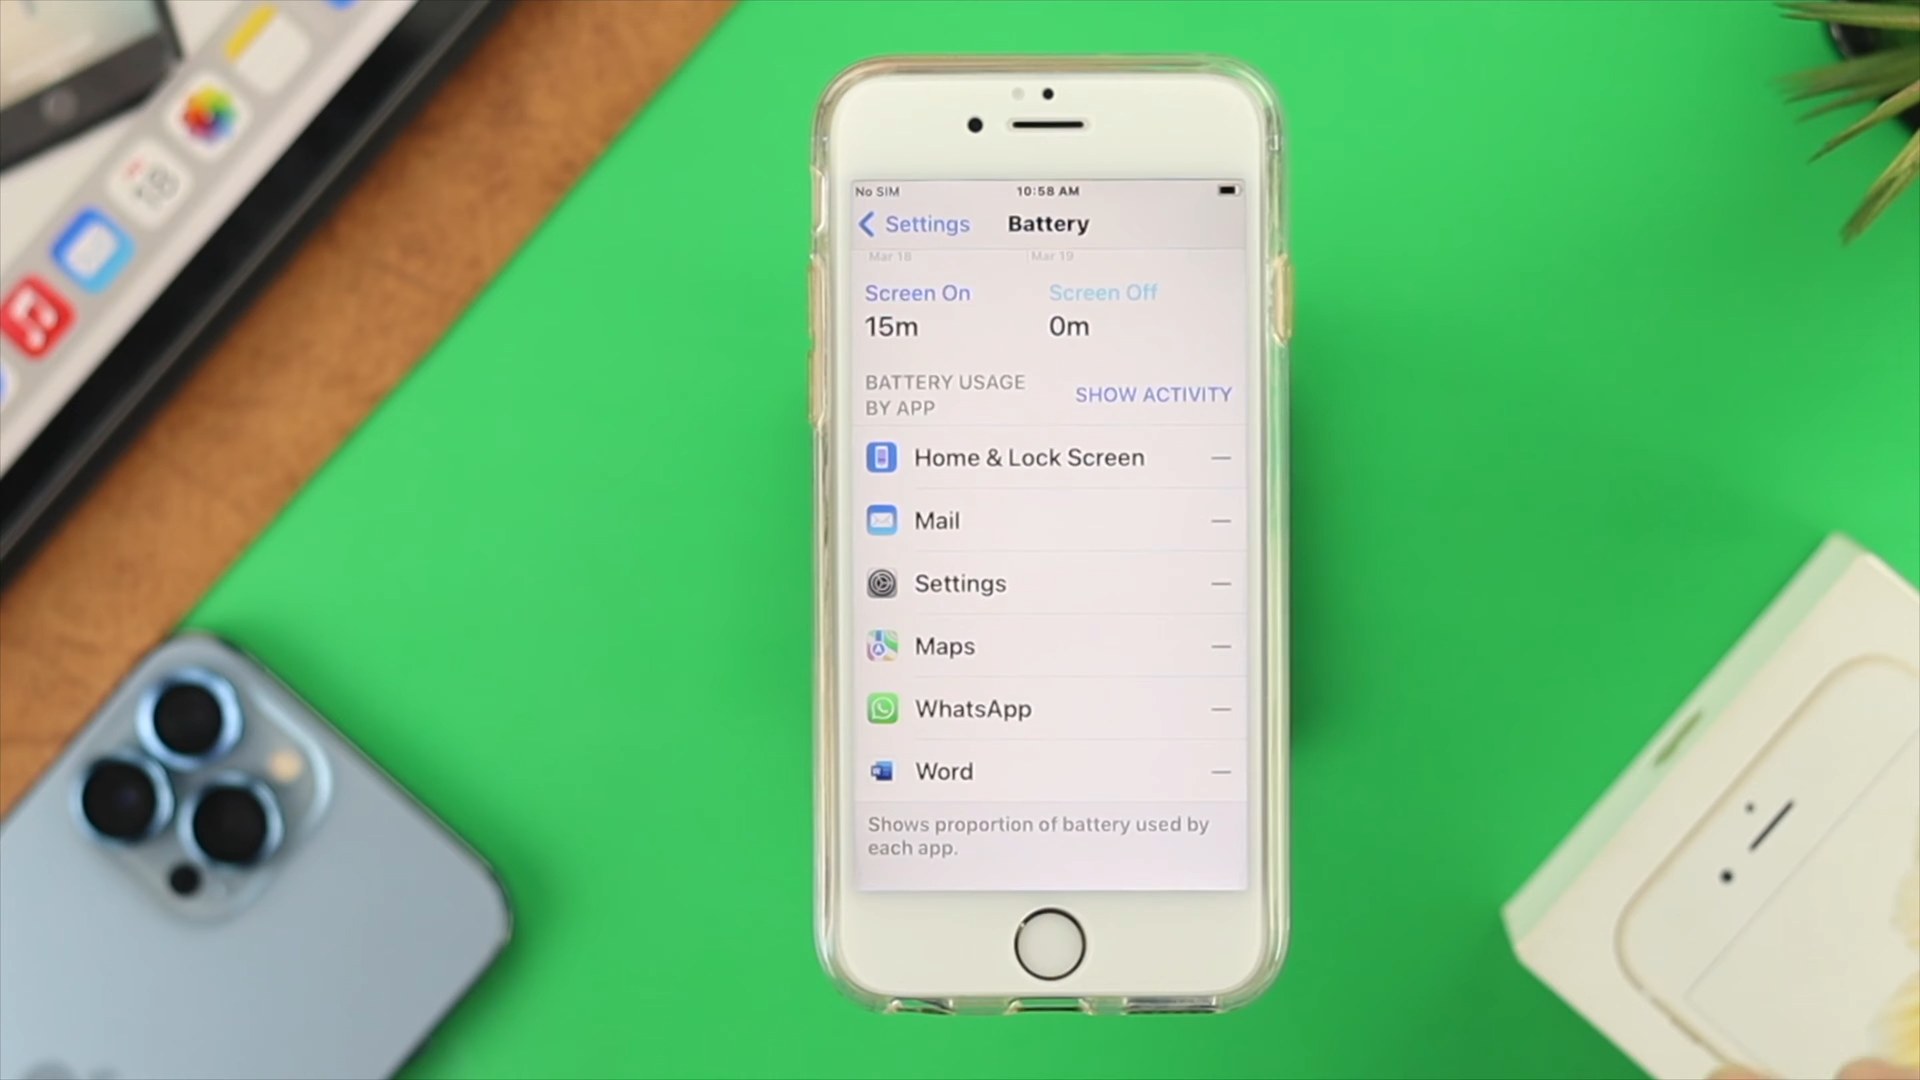 No SIM 10:58 AM
Settings Battery
Mar 18 Mar 19
Screen On Screen Off
15m 0m
BATTERY USAGE
BY APP
SHOW ACTIVITY
Home & Lock Screen —
Mail —
Settings —
Maps —
WhatsApp —
Word —
Shows proportion of battery used by
each app.